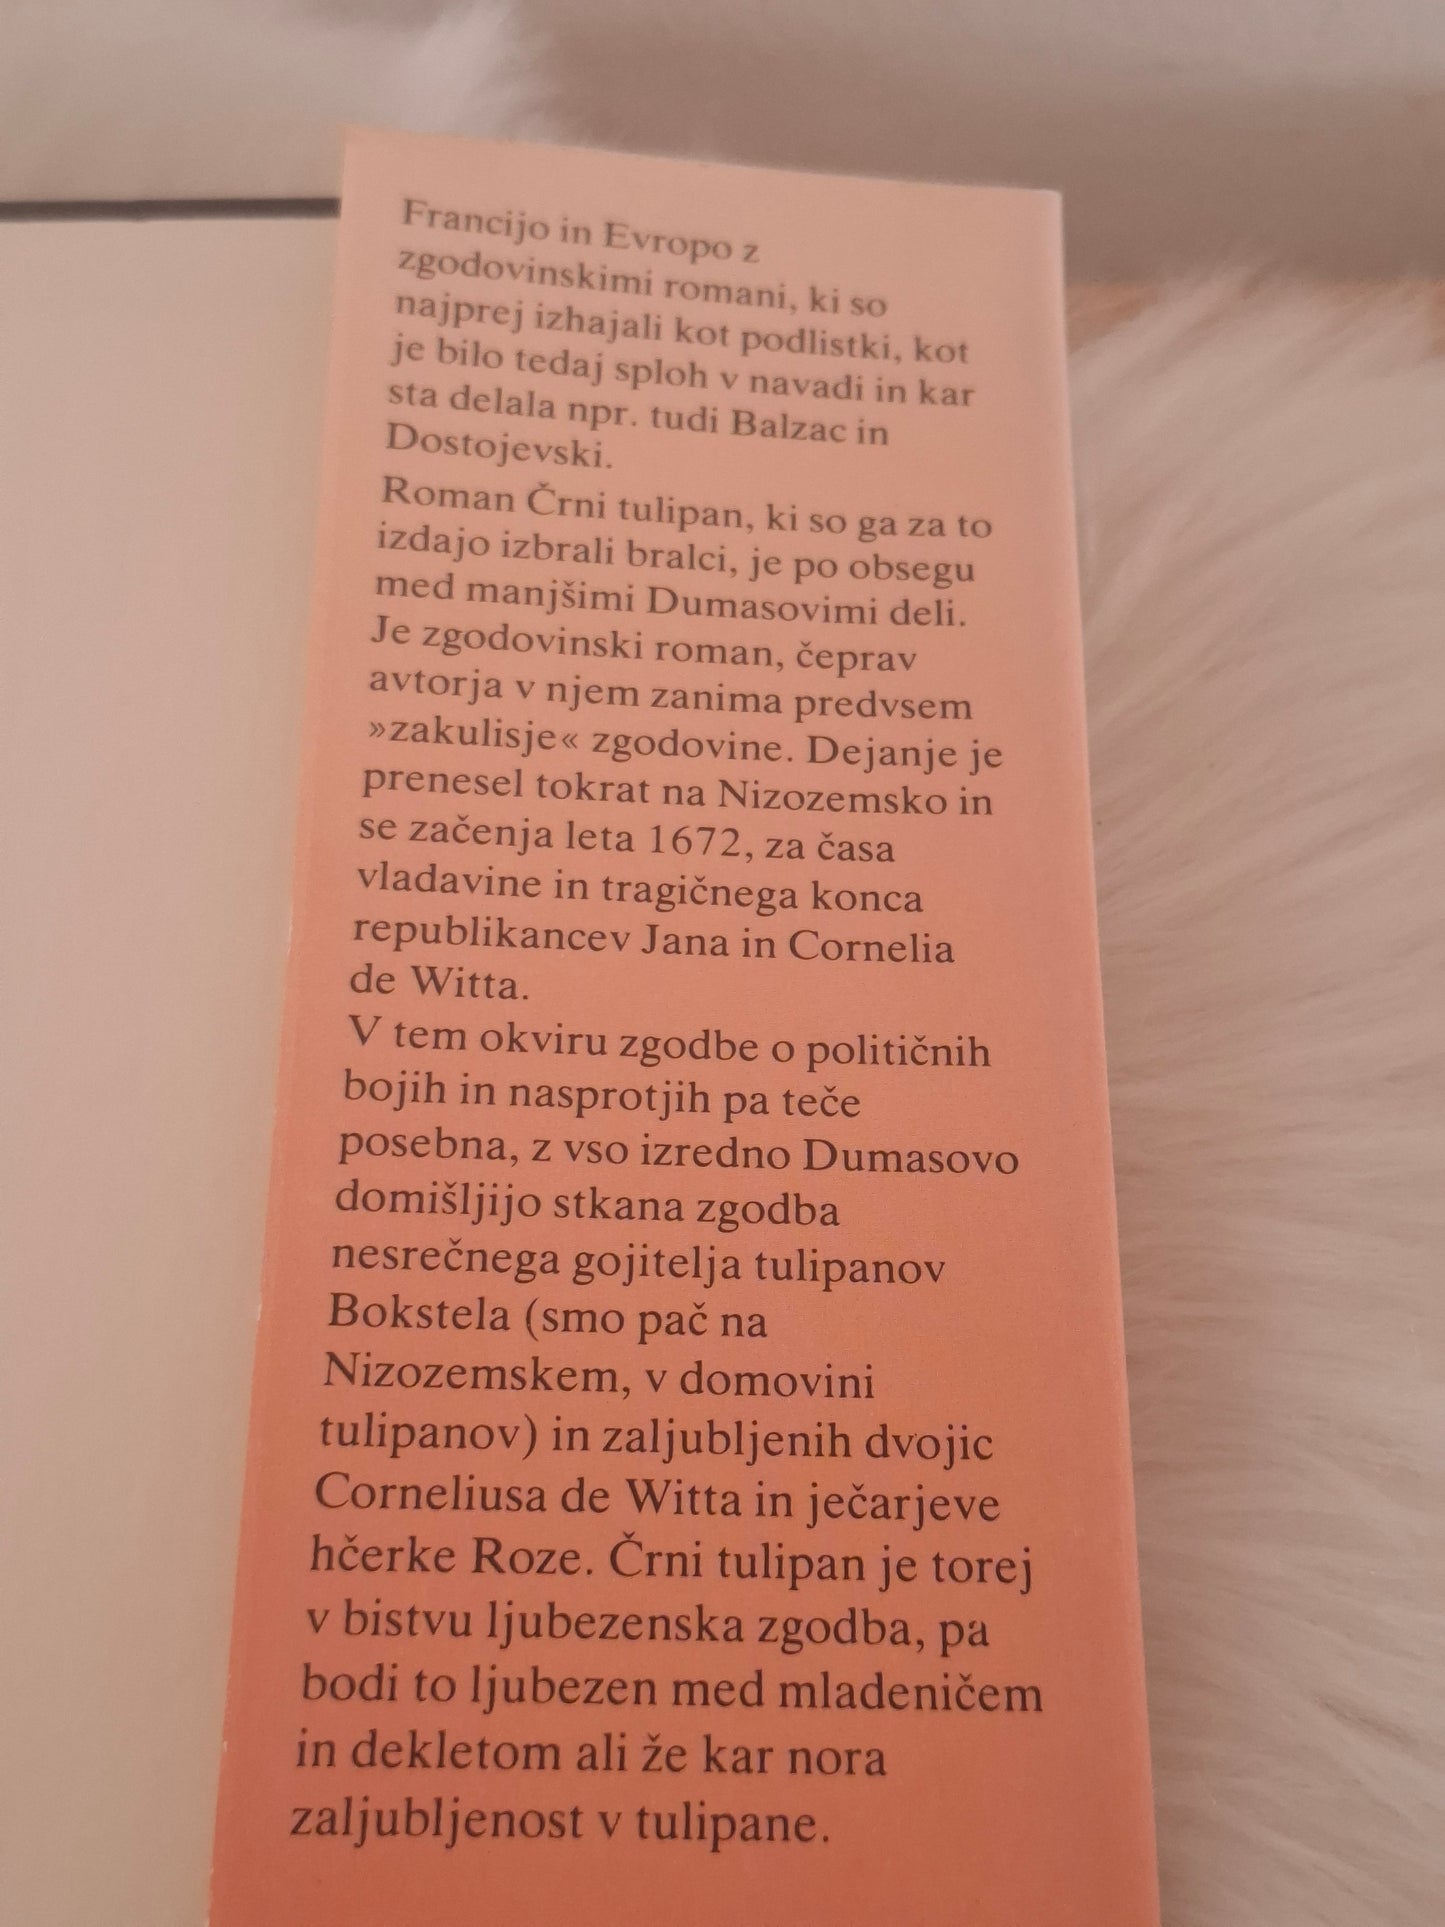 Francijo in Evropo z
zgodovinskimi romani, ki so
najprej izhajali kot podlistki, kot
je bilo tedaj sploh v navadi in kar
sta delala npr. tudi Balzac in
Dostojevski.
Roman Črni tulipan, ki so ga za to
izdajo izbrali bralci, je po obsegu
med manjšimi Dumasovimi deli.
Je zgodovinski roman, čeprav
avtorja v njem zanima predvsem
»zakulisje« zgodovine. Dejanje je
prenesel tokrat na Nizozemsko in
se začenja leta 1672, za časa
vladavine in tragičnega konca
republikancev Jana in Cornelia
de Witta.
V tem okviru zgodbe o političnih
bojih in nasprotjih pa teče
posebna, z vso izredno Dumasovo
domišljijo stkana zgodba
nesrečnega gojitelja tulipanov
Bokstela (smo pač na
Nizozemskem, v domovini
tulipanov) in zaljubljenih dvojic
Corneliusa de Witta in ječarjeve
hčerke Roze. Črni tulipan je torej
v bistvu ljubezenska zgodba, pa
bodi to ljubezen med mladeničem
in dekletom ali že kar nora
zaljubljenost v tulipane.